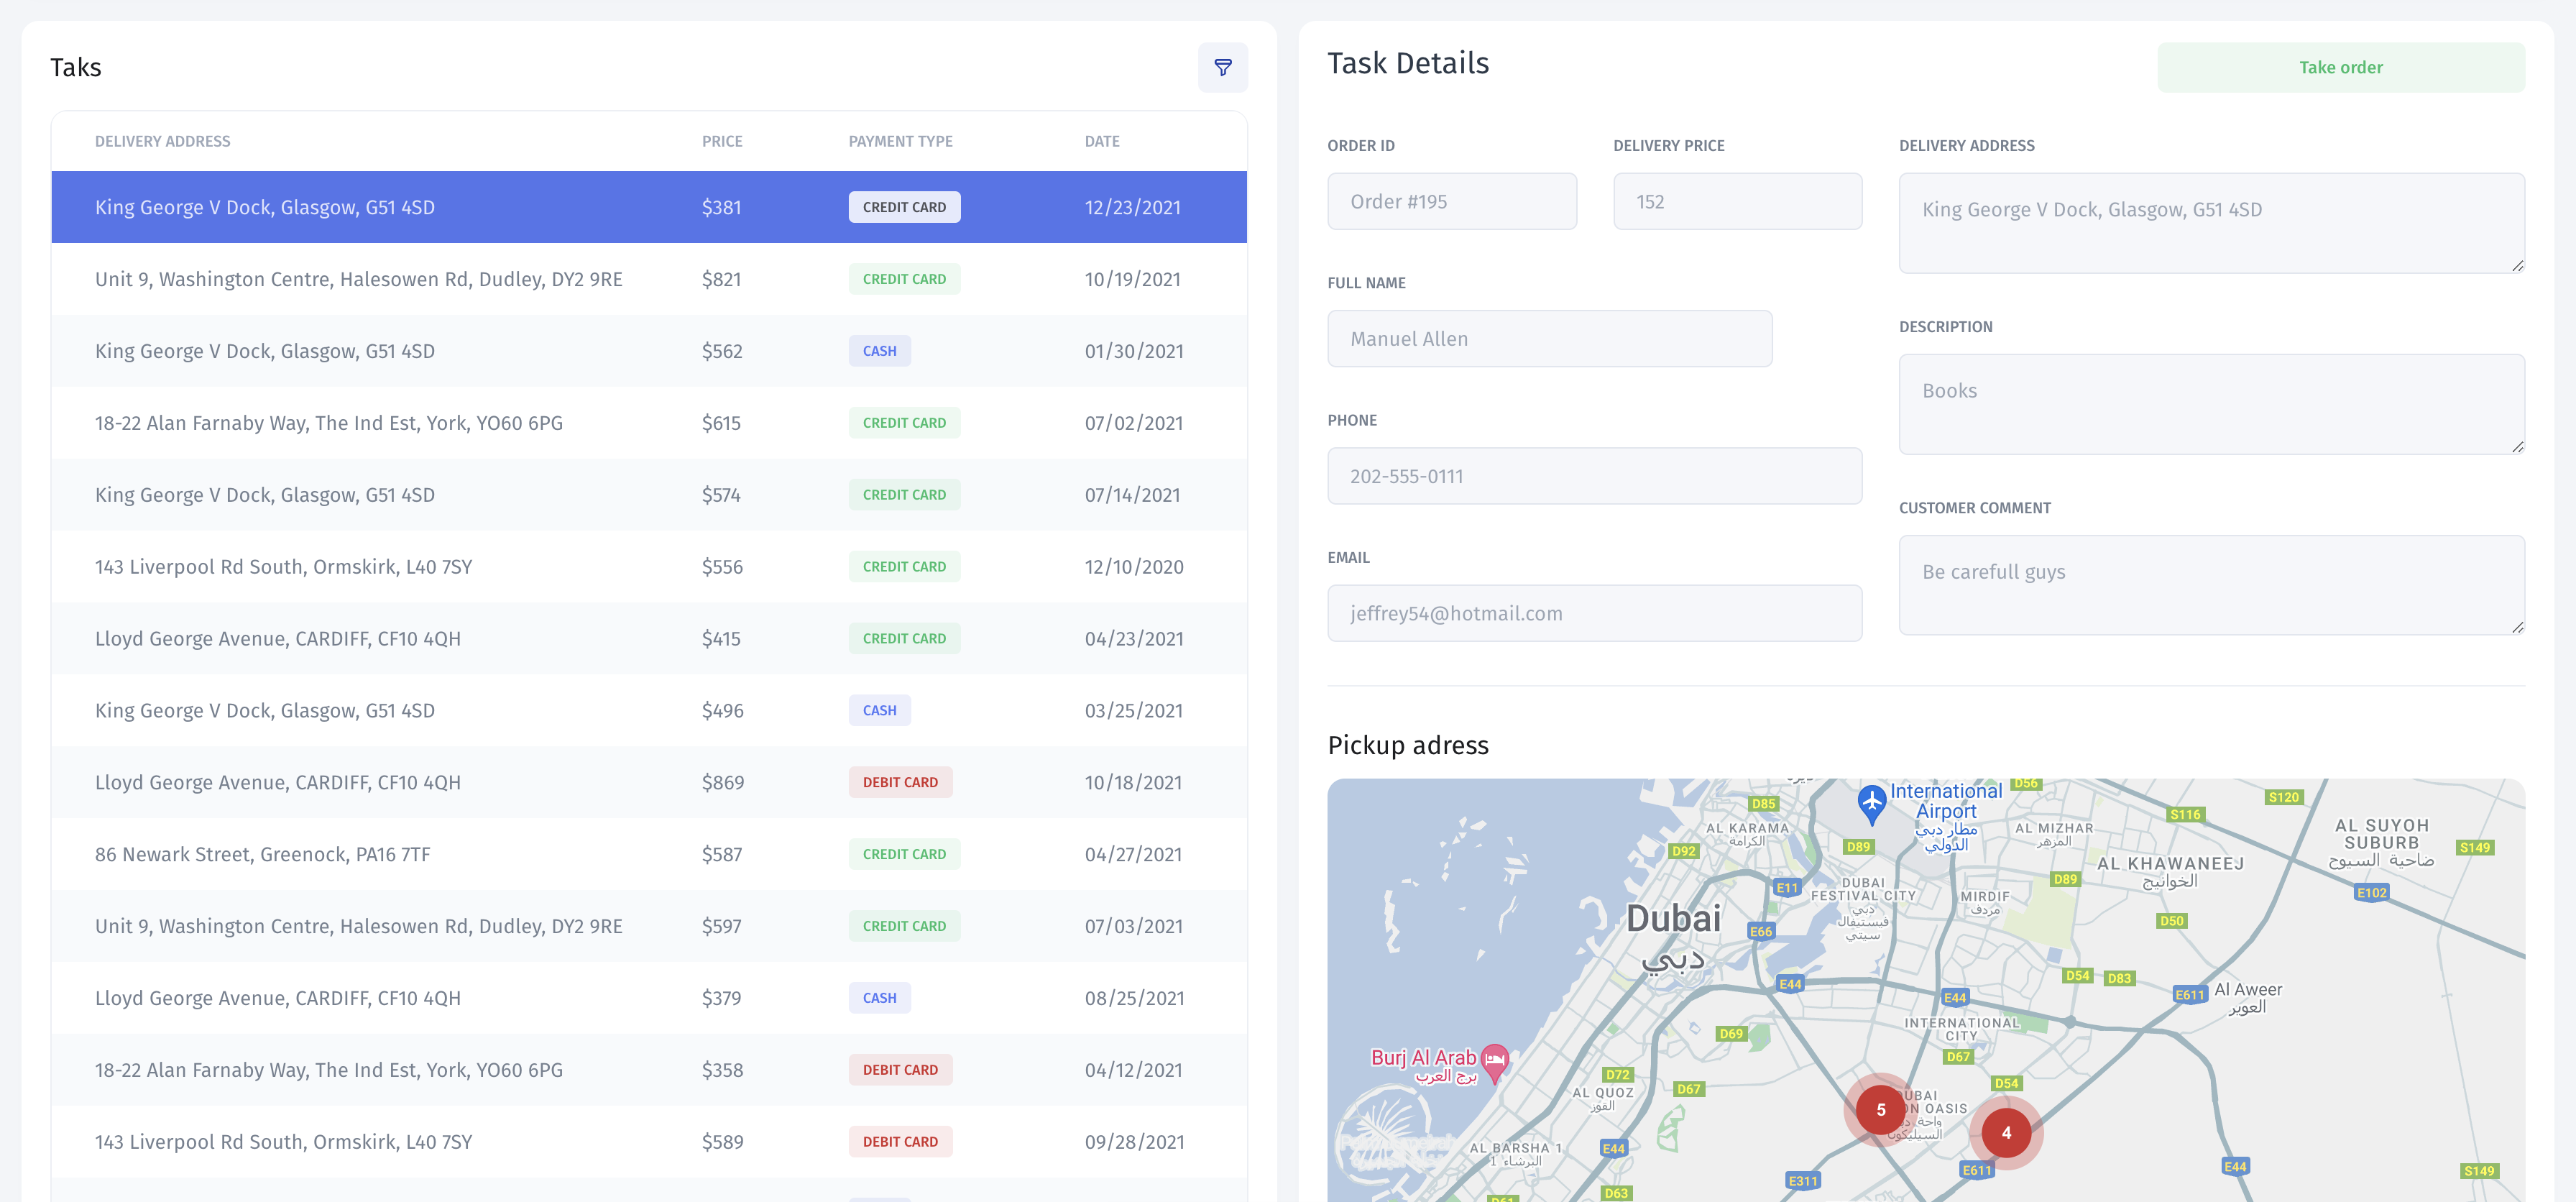 Taks
DELIVERY ADDRESS PRICE PAYMENT TYPE DATE
King George V Dock, Glasgow, G51 4SD $381 CREDIT CARD 12/23/2021
Unit 9, Washington Centre, Halesowen Rd, Dudley, DY2 9RE $821 CREDIT CARD 10/19/2021
King George V Dock, Glasgow, G51 4SD $562 CASH 01/30/2021
18-22 Alan Farnaby Way, The Ind Est, York, YO60 6PG $615 CREDIT CARD 07/02/2021
King George V Dock, Glasgow, G51 4SD $574 CREDIT CARD 07/14/2021
143 Liverpool Rd South, Ormskirk, L40 7SY $556 CREDIT CARD 12/10/2020
Lloyd George Avenue, CARDIFF, CF10 4QH $415 CREDIT CARD 04/23/2021
King George V Dock, Glasgow, G51 4SD $496 CASH 03/25/2021
Lloyd George Avenue, CARDIFF, CF10 4QH $869 DEBIT CARD 10/18/2021
86 Newark Street, Greenock, PA16 7TF $587 CREDIT CARD 04/27/2021
Unit 9, Washington Centre, Halesowen Rd, Dudley, DY2 9RE $597 CREDIT CARD 07/03/2021
Lloyd George Avenue, CARDIFF, CF10 4QH $379 CASH 08/25/2021
18-22 Alan Farnaby Way, The Ind Est, York, YO60 6PG $358 DEBIT CARD 04/12/2021
143 Liverpool Rd South, Ormskirk, L40 7SY $589 DEBIT CARD 09/28/2021
Task Details
Take order
ORDER ID
Order #195
DELIVERY PRICE
152
FULL NAME
Manuel Allen
PHONE
202-555-0111
EMAIL
jeffrey54@hotmail.com
DELIVERY ADDRESS
King George V Dock, Glasgow, G51 4SD
DESCRIPTION
Books
CUSTOMER COMMENT
Be carefull guys
Pickup adress
D56
International
Airport
مطار دبي
الدولي
D85
S120
S116
AL KARAMA
الكرامة
AL MIZHAR
المزهر
AL SUYOH
SUBURB
ضاحية السيوح
D92
D89
S149
AL KHAWANEEJ
الخوانيج
D89
E11
DUBAI
FESTIVAL CITY
دبي
فيستيفال
سيتي
MIRDIF
مردف
E102
Dubai
دبي
E66
D50
D54
D83
E44
E44
E611
Al Aweer
العوير
INTERNATIONAL
CITY
D69
D67
Burj Al Arab
برج العرب
D72
D67
D54
AL QUOZ
القوز
5
OASIS
4
AL BARSHA 1
البرشاء 1
E44
E611
E44
S149
E311
D63
D61